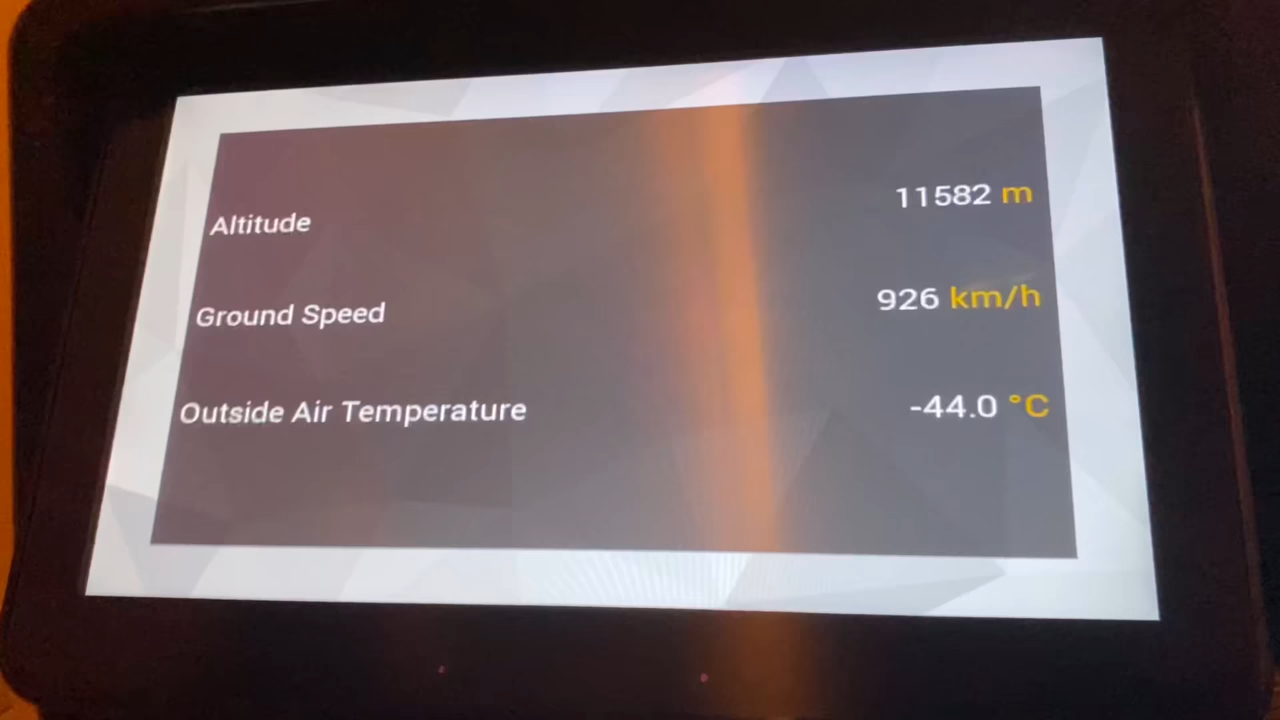 Altitude 11582 m
Ground Speed 926 km/h
Outside Air Temperature -44.0 °C